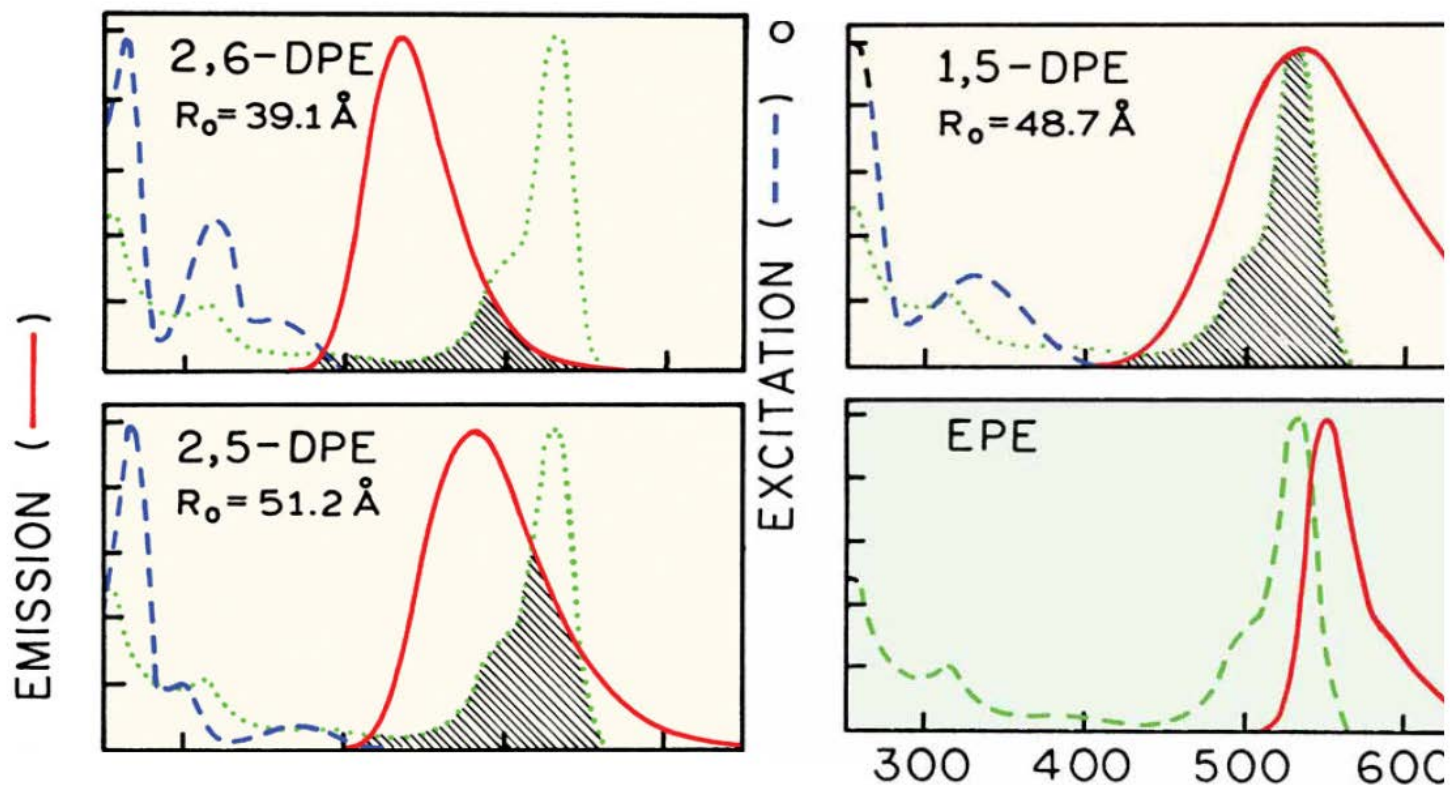 2,6-DPE
R₀= 39.1 Å
1,5-DPE
R₀=48.7 Å
2,5-DPE
R₀= 51.2 Å
EPE
EMISSION (——)
EXCITATION (---) o
300 400 500 600